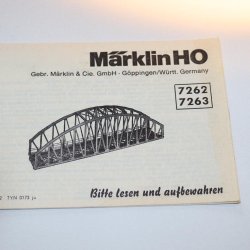 Märklin HO
Gebr. Märklin & Cie. GmbH · Göppingen/Württ. Germany
7262
7263
Bitte lesen und aufbewahren